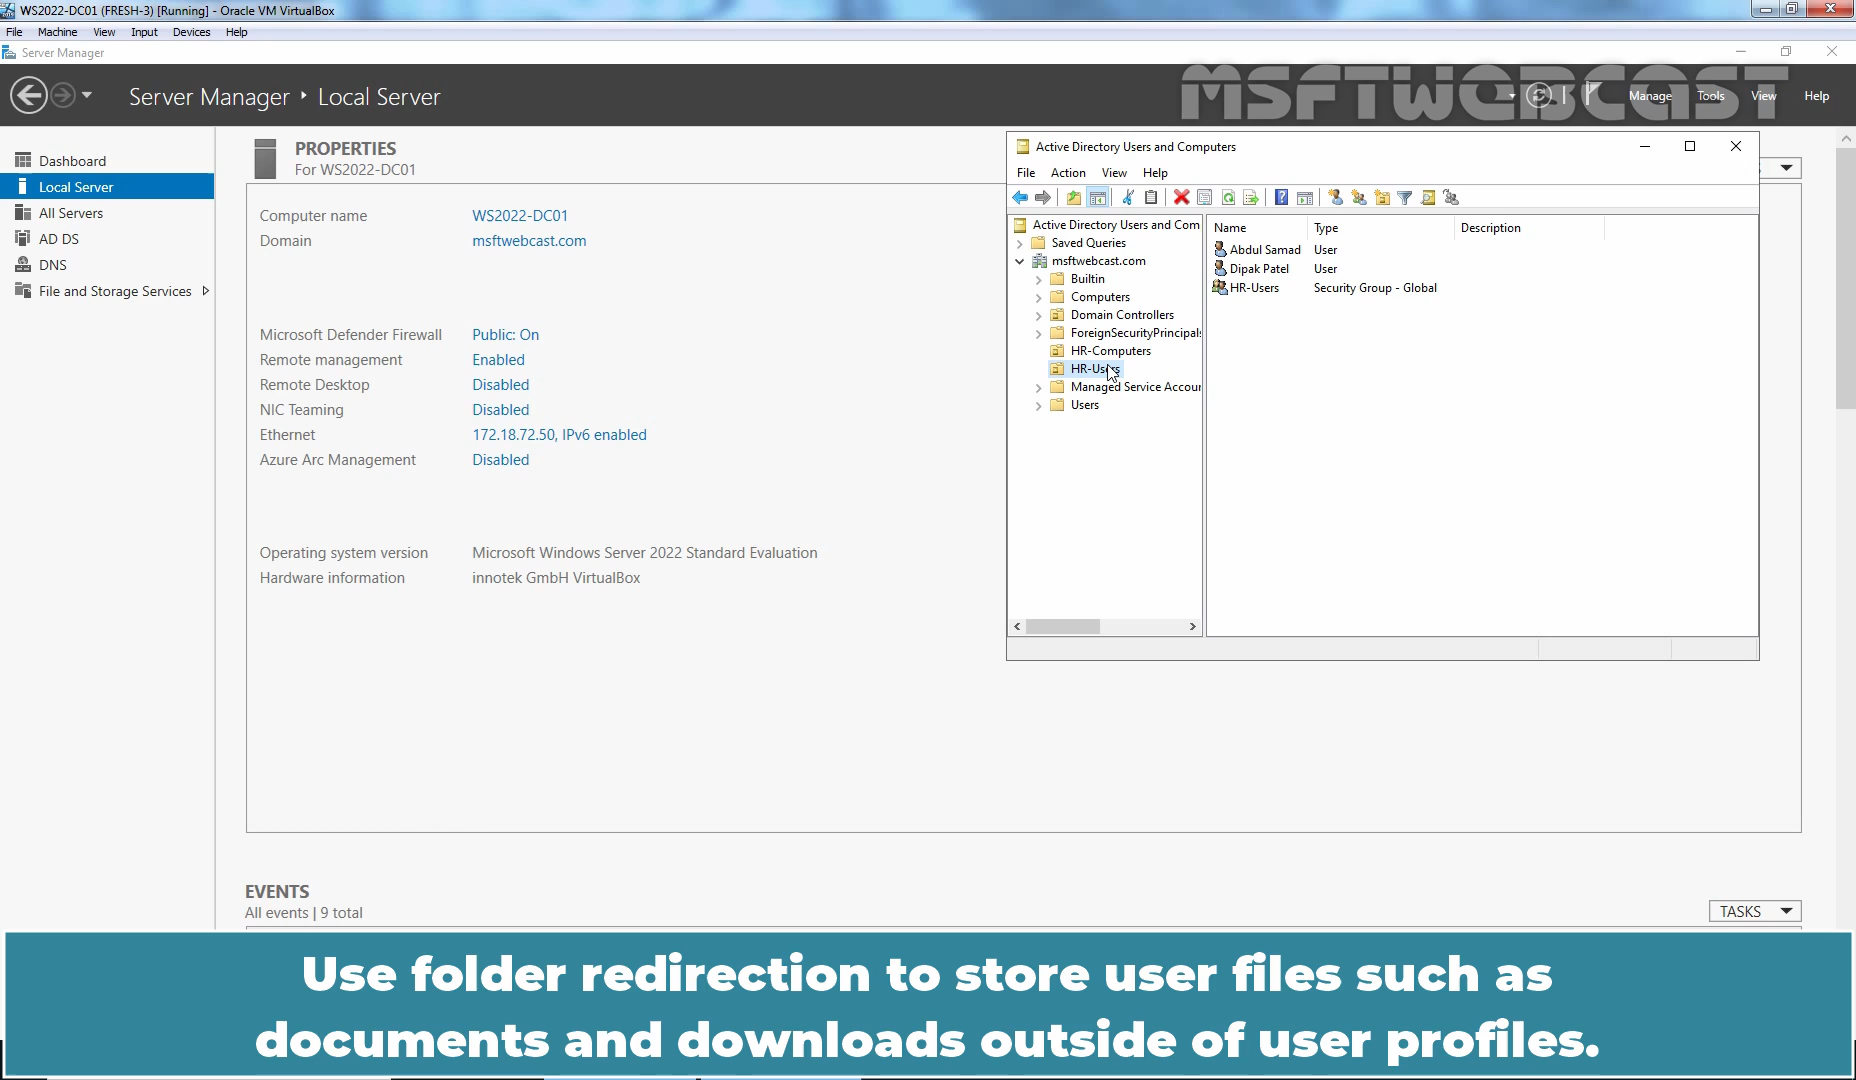 WS2022-DC01 (FRESH-3) [Running] - Oracle VM VirtualBox
File Machine View Input Devices Help
Server Manager
Server Manager ‣ Local Server
MSFTWEBCAST
Manage Tools View Help
Dashboard
Local Server
All Servers
AD DS
DNS
File and Storage Services
PROPERTIES
For WS2022-DC01
Computer name WS2022-DC01
Domain msftwebcast.com
Microsoft Defender Firewall Public: On
Remote management Enabled
Remote Desktop Disabled
NIC Teaming Disabled
Ethernet 172.18.72.50, IPv6 enabled
Azure Arc Management Disabled
Operating system version Microsoft Windows Server 2022 Standard Evaluation
Hardware information innotek GmbH VirtualBox
Active Directory Users and Computers
File Action View Help
Active Directory Users and Com
Saved Queries
msftwebcast.com
Builtin
Computers
Domain Controllers
ForeignSecurityPrincipals
HR-Computers
HR-Users
Managed Service Accour
Users
Name Type Description
Abdul Samad User
Dipak Patel User
HR-Users Security Group - Global
EVENTS
All events | 9 total
TASKS
Use folder redirection to store user files such as
documents and downloads outside of user profiles.